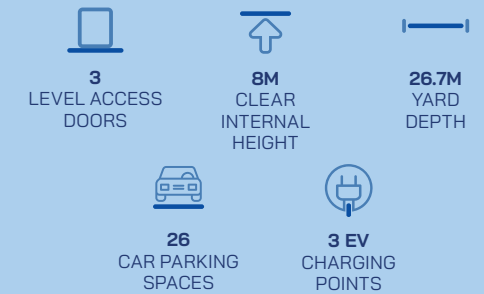 3
LEVEL ACCESS
DOORS
8M
CLEAR
INTERNAL
HEIGHT
26.7M
YARD
DEPTH
26
CAR PARKING
SPACES
3 EV
CHARGING
POINTS